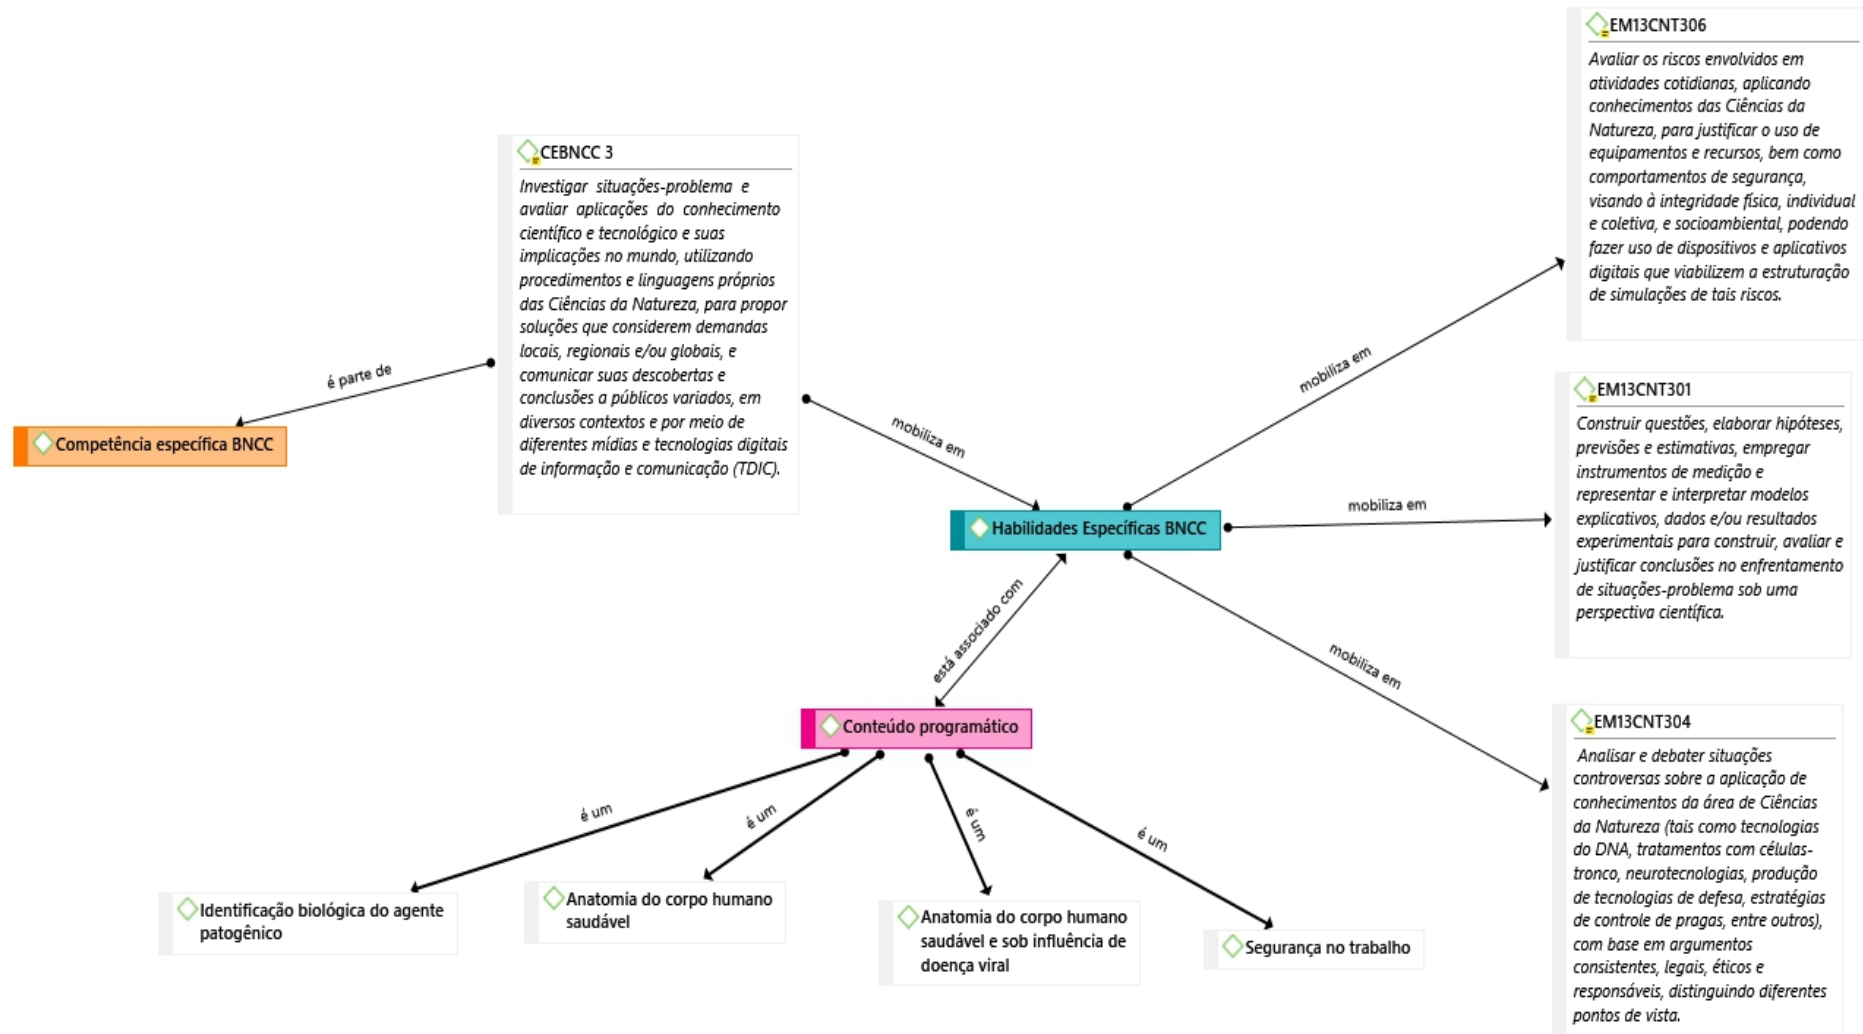 EM13CNT306
Avaliar os riscos envolvidos em
atividades cotidianas, aplicando
conhecimentos das Ciências da
Natureza, para justificar o uso de
equipamentos e recursos, bem como
comportamentos de segurança,
visando à integridade física, individual
e coletiva, e socioambiental, podendo
fazer uso de dispositivos e aplicativos
digitais que viabilizem a estruturação
de simulações de tais riscos.
CEBNCC 3
Investigar situações-problema e
avaliar aplicações do conhecimento
científico e tecnológico e suas
implicações no mundo, utilizando
procedimentos e linguagens próprios
das Ciências da Natureza, para propor
soluções que considerem demandas
locais, regionais e/ou globais, e
comunicar suas descobertas e
conclusões a públicos variados, em
diversos contextos e por meio de
diferentes mídias e tecnologias digitais
de informação e comunicação (TDIC).
é parte de
Competência específica BNCC
mobiliza em
mobiliza em
EM13CNT301
Construir questões, elaborar hipóteses,
previsões e estimativas, empregar
instrumentos de medição e
representar e interpretar modelos
explicativos, dados e/ou resultados
experimentais para construir, avaliar e
justificar conclusões no enfrentamento
de situações-problema sob uma
perspectiva científica.
mobiliza em
Habilidades Específicas BNCC
está associado com
mobiliza em
Conteúdo programático
EM13CNT304
Analisar e debater situações
controversas sobre a aplicação de
conhecimentos da área de Ciências
da Natureza (tais como tecnologias
do DNA, tratamentos com células-
tronco, neurotecnologias, produção
de tecnologias de defesa, estratégias
de controle de pragas, entre outros),
com base em argumentos
consistentes, legais, éticos e
responsáveis, distinguindo diferentes
pontos de vista.
é um
é um
é um
é um
Identificação biológica do agente
patogênico
Anatomia do corpo humano
saudável
Anatomia do corpo humano
saudável e sob influência de
doença viral
Segurança no trabalho